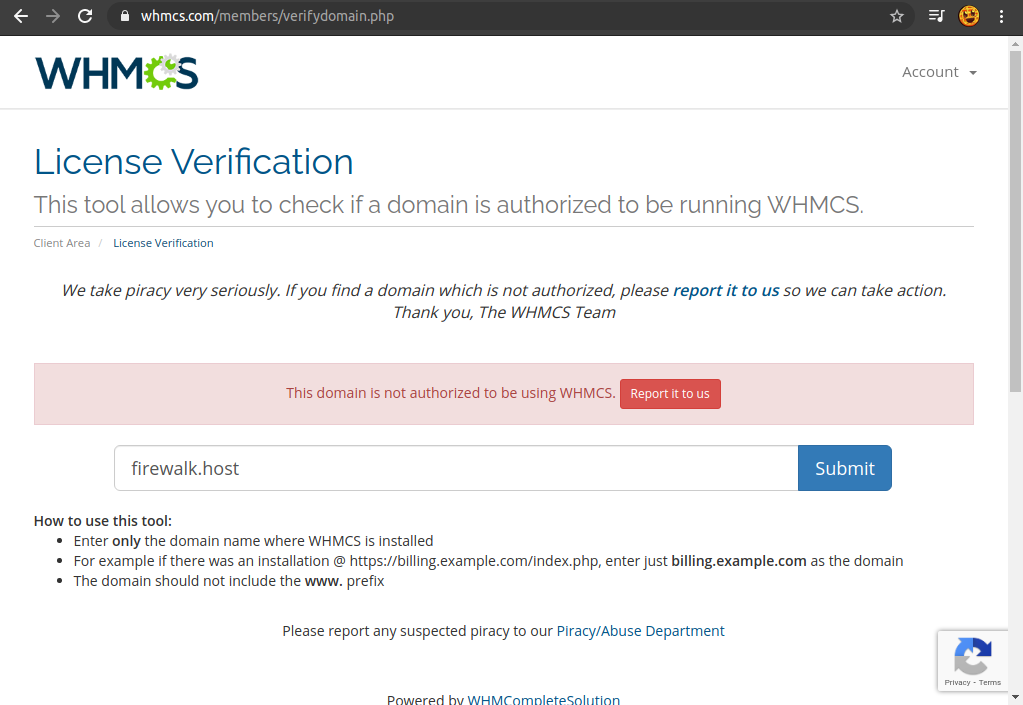 whmcs.com/members/verifydomain.php
WHMCS
Account
License Verification
This tool allows you to check if a domain is authorized to be running WHMCS.
Client Area / License Verification
We take piracy very seriously. If you find a domain which is not authorized, please report it to us so we can take action.
Thank you, The WHMCS Team
This domain is not authorized to be using WHMCS. Report it to us
firewalk.host Submit
How to use this tool:
• Enter only the domain name where WHMCS is installed
• For example if there was an installation @ https://billing.example.com/index.php, enter just billing.example.com as the domain
• The domain should not include the www. prefix
Please report any suspected piracy to our Piracy/Abuse Department
Privacy - Terms
Powered by WHMCompleteSolution